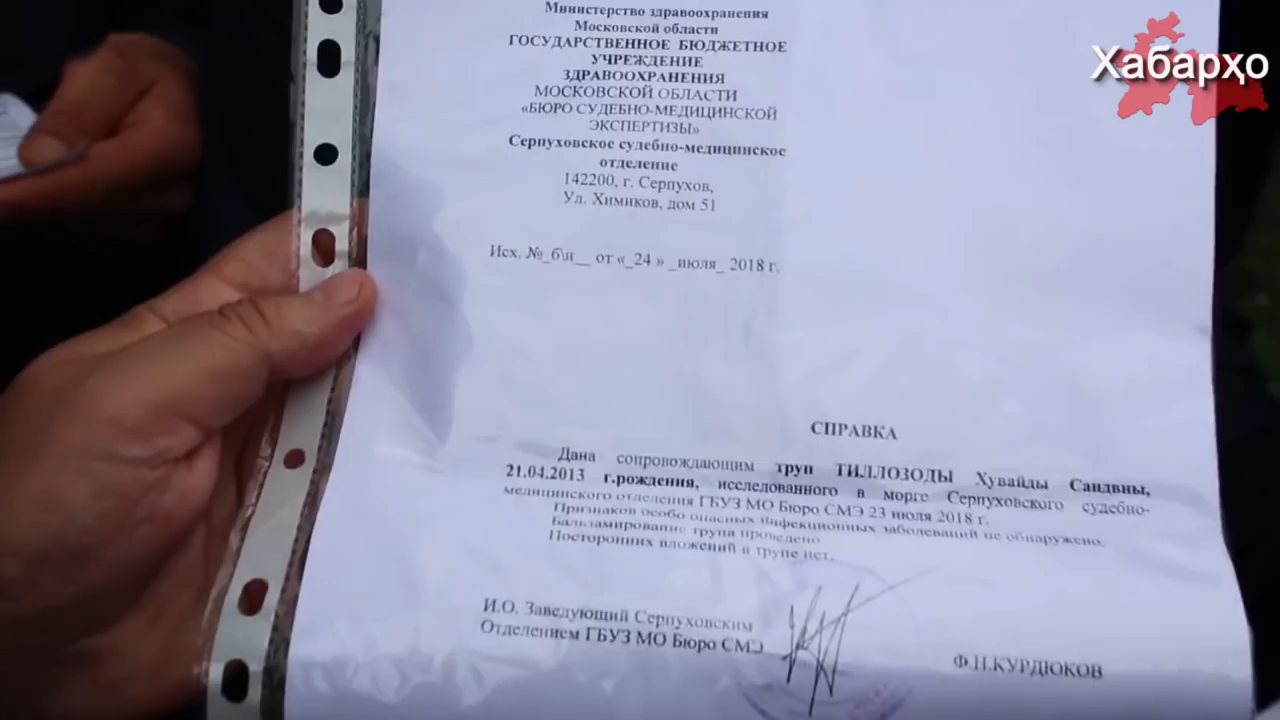 Министерство здравоохранения
Московской области
ГОСУДАРСТВЕННОЕ БЮДЖЕТНОЕ
УЧРЕЖДЕНИЕ
ЗДРАВООХРАНЕНИЯ
МОСКОВСКОЙ ОБЛАСТИ
«БЮРО СУДЕБНО-МЕДИЦИНСКОЙ
ЭКСПЕРТИЗЫ»
Серпуховское судебно-медицинское
отделение
142200, г. Серпухов,
Ул. Химиков, дом 51
Исх. №_б\н__ от «_24 » _июля_ 2018 г.
СПРАВКА
Дана сопровождающим труп ТИЛЛОЗОДЫ Хувайды Саидвны,
21.04.2013 г.рождения, исследованного в морге Серпуховского судебно-
медицинского отделения ГБУЗ МО Бюро СМЭ 23 июля 2018 г.
Признаков особо опасных инфекционных заболеваний не обнаружено.
Бальзамирование трупа проведено
Посторонних вложений в трупе нет.
И.О. Заведующий Серпуховским
Отделением ГБУЗ МО Бюро СМЭ
Ф.Н.КУРДЮКОВ
Хабарҳо